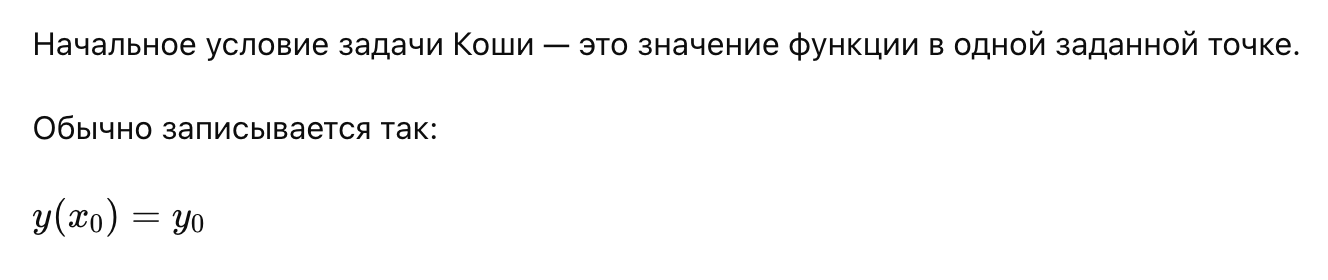 Начальное условие задачи Коши — это значение функции в одной заданной точке.
Обычно записывается так:
y(x₀) = y₀